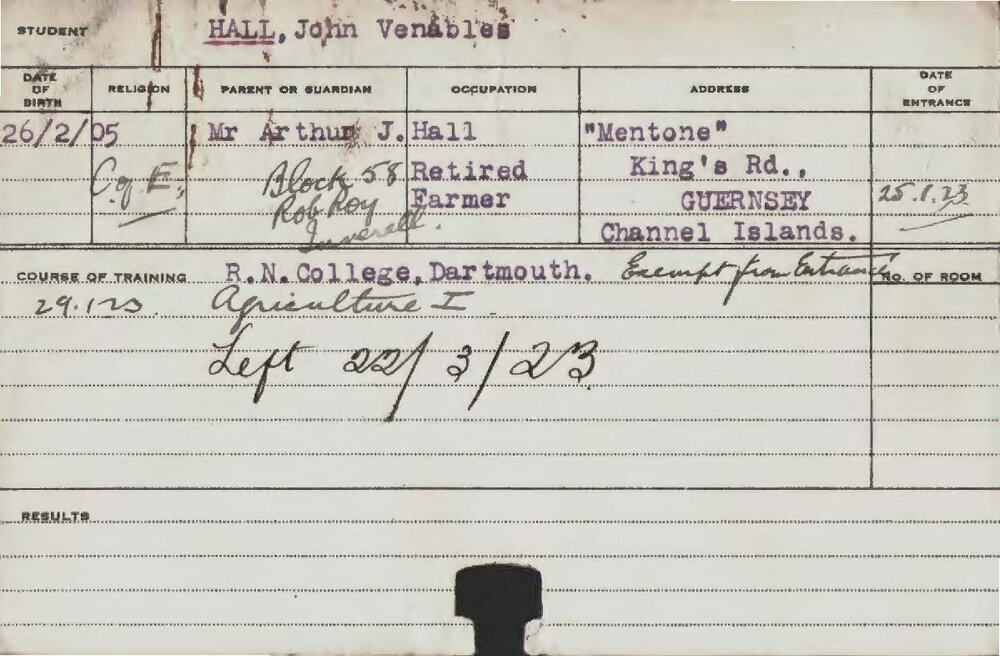 STUDENT HALL, John Venables
DATE OF BIRTH RELIGION PARENT OR GUARDIAN OCCUPATION ADDRESS DATE OF ENTRANCE
26/2/05 Mr Arthur J. Hall "Mentone"
C of E. Block 58 Retired King's Rd., 25.1.23
Rob Roy Farmer GUERNSEY
Inverell. Channel Islands.
COURSE OF TRAINING R.N. College, Dartmouth. Exempt from Entrance NO. OF ROOM
29.1.23. Agriculture I.
Left 22/3/23.
RESULTS